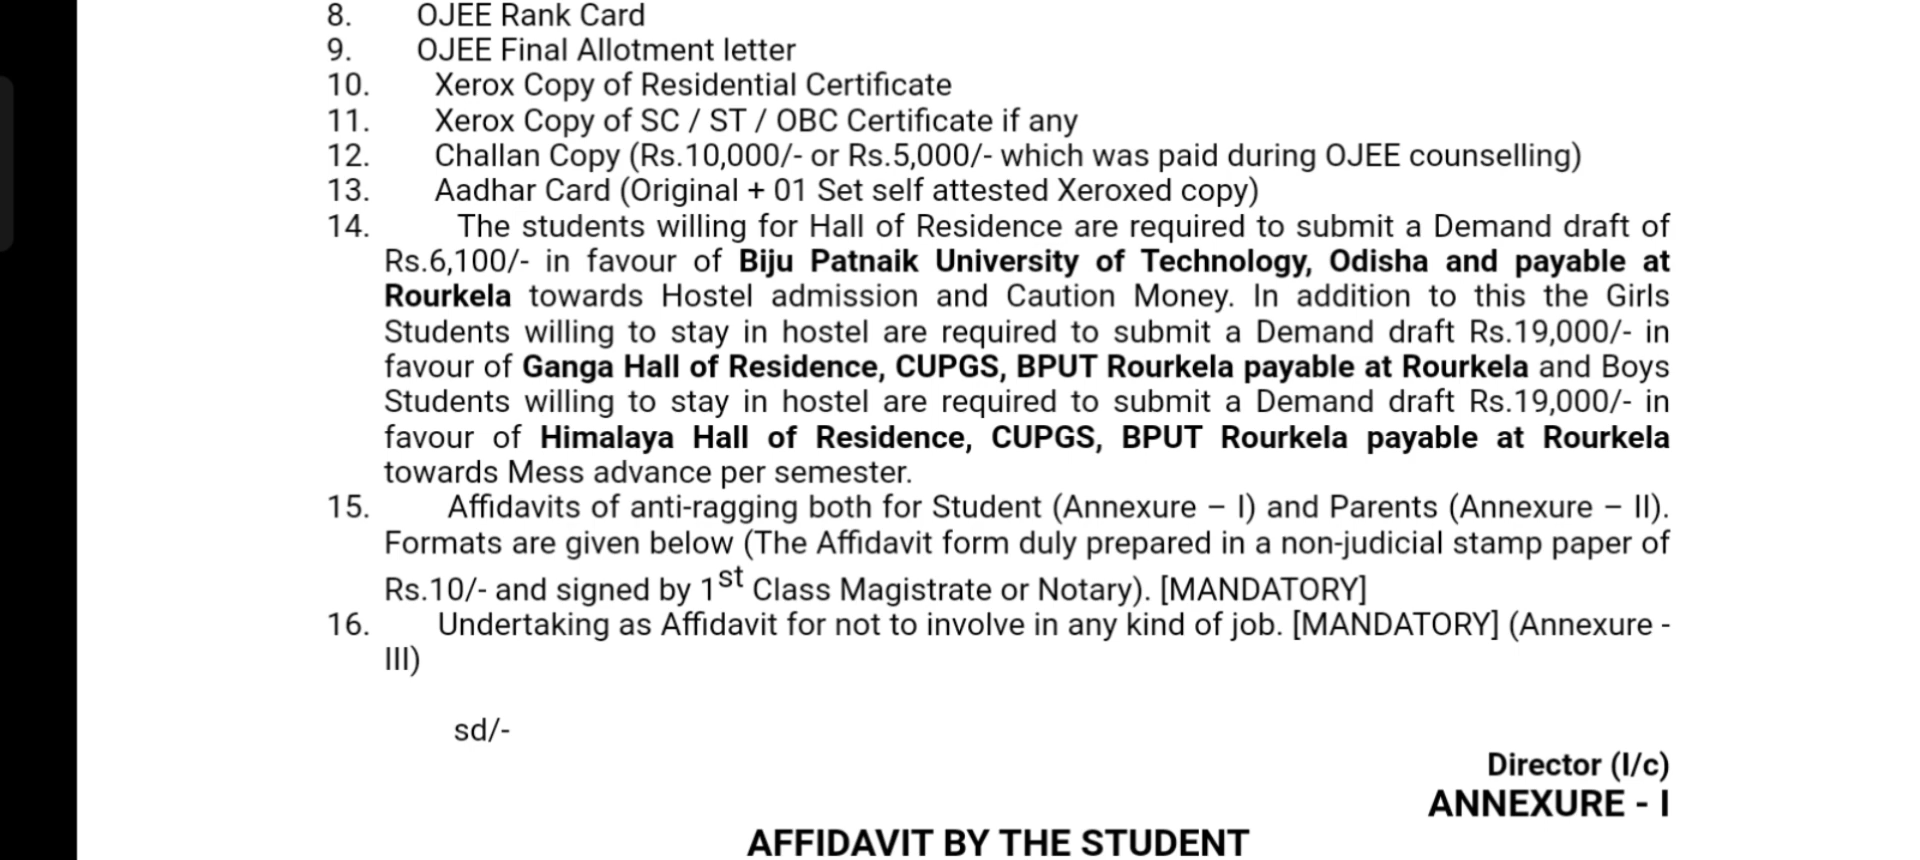 8. OJEE Rank Card
9. OJEE Final Allotment letter
10. Xerox Copy of Residential Certificate
11. Xerox Copy of SC / ST / OBC Certificate if any
12. Challan Copy (Rs.10,000/- or Rs.5,000/- which was paid during OJEE counselling)
13. Aadhar Card (Original + 01 Set self attested Xeroxed copy)
14. The students willing for Hall of Residence are required to submit a Demand draft of
Rs.6,100/- in favour of Biju Patnaik University of Technology, Odisha and payable at
Rourkela towards Hostel admission and Caution Money. In addition to this the Girls
Students willing to stay in hostel are required to submit a Demand draft Rs.19,000/- in
favour of Ganga Hall of Residence, CUPGS, BPUT Rourkela payable at Rourkela and Boys
Students willing to stay in hostel are required to submit a Demand draft Rs.19,000/- in
favour of Himalaya Hall of Residence, CUPGS, BPUT Rourkela payable at Rourkela
towards Mess advance per semester.
15. Affidavits of anti-ragging both for Student (Annexure – I) and Parents (Annexure – II).
Formats are given below (The Affidavit form duly prepared in a non-judicial stamp paper of
Rs.10/- and signed by 1st Class Magistrate or Notary). [MANDATORY]
16. Undertaking as Affidavit for not to involve in any kind of job. [MANDATORY] (Annexure -
III)
sd/-
Director (I/c)
ANNEXURE - I
AFFIDAVIT BY THE STUDENT